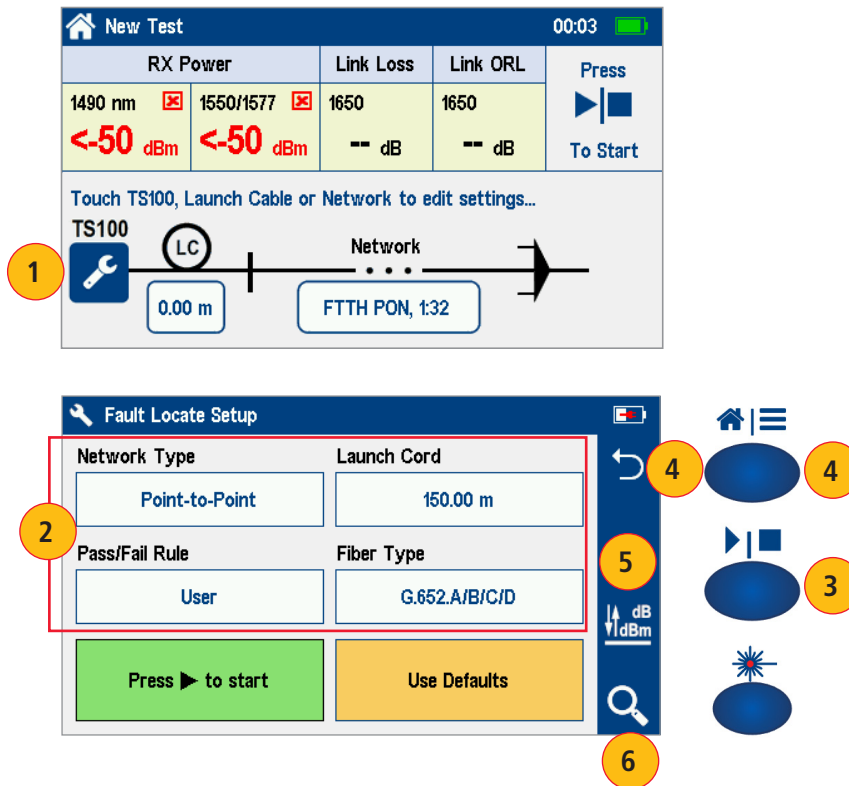 New Test 00:03
RX Power Link Loss Link ORL Press
1490 nm 1550/1577 1650 1650
<-50 dBm <-50 dBm -- dB -- dB To Start
Touch TS100, Launch Cable or Network to edit settings...
TS100
LC
Network
1
0.00 m FTTH PON, 1:32
Fault Locate Setup
Network Type Launch Cord
4 4
Point-to-Point 150.00 m
2
Pass/Fail Rule Fiber Type
5
3
User G.652.A/B/C/D
dB
dBm
Press ▶ to start Use Defaults
6